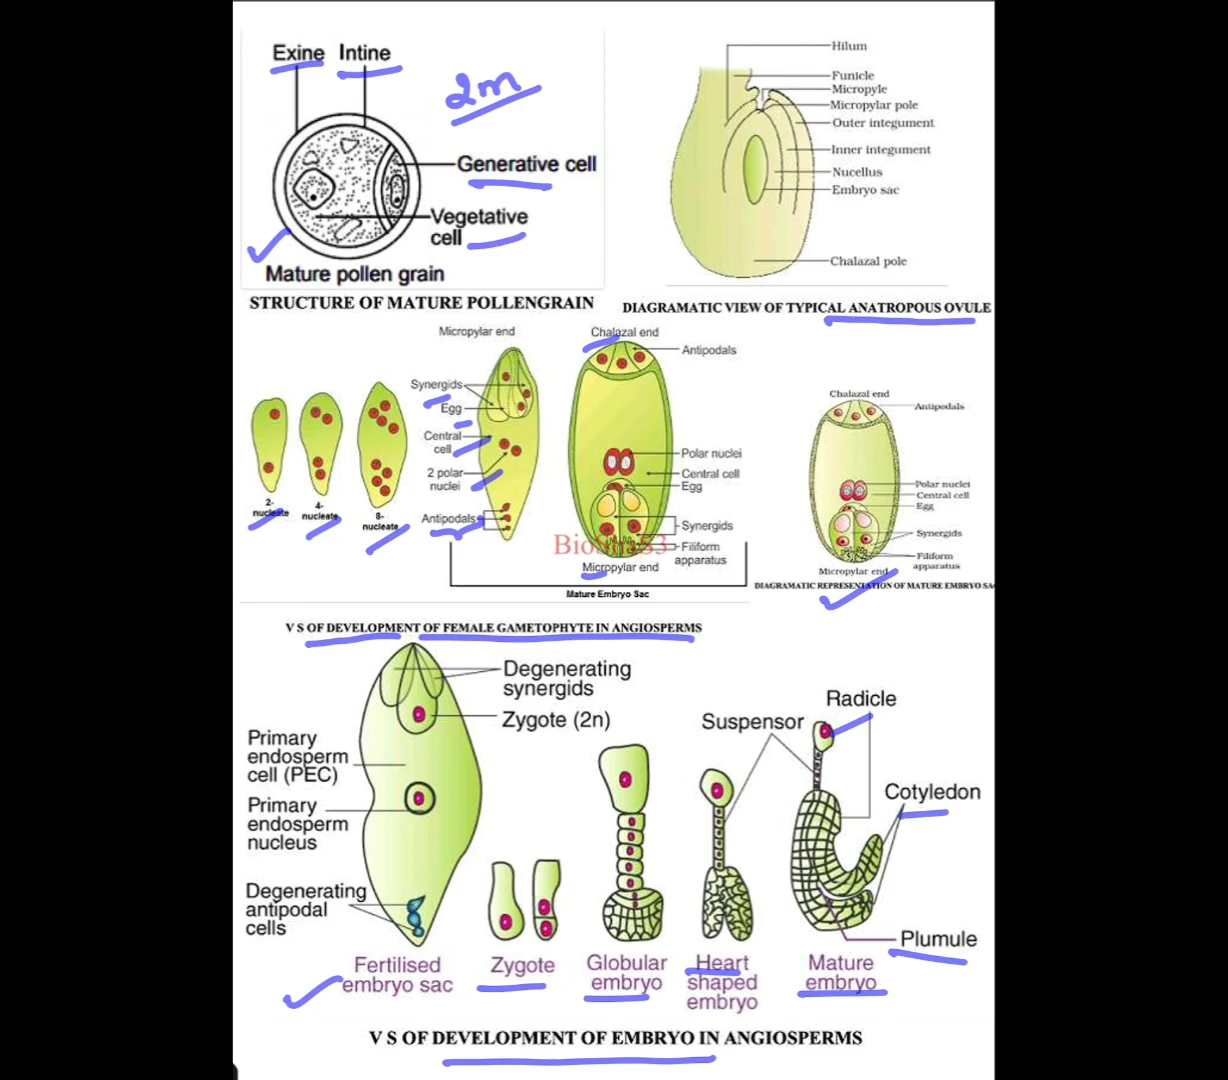 Exine Intine
2m
Generative cell
Vegetative
cell
Mature pollen grain
STRUCTURE OF MATURE POLLENGRAIN
Hilum
Funicle
Micropyle
Micropylar pole
Outer integument
Inner integument
Nucellus
Embryo sac
Chalazal pole
DIAGRAMATIC VIEW OF TYPICAL ANATROPOUS OVULE
2-
nucleate
4-
nucleate
8-
nucleate
Micropylar end
Synergids
Egg
Central
cell
2 polar
nuclei
Antipodals
Chalazal end
Antipodals
Polar nuclei
Central cell
Egg
Synergids
Filiform
apparatus
Micropylar end
Mature Embryo Sac
Chalazal end
Antipodals
Polar nuclei
Central cell
Egg
Synergids
Filiform
apparatus
Micropylar end
DIAGRAMATIC REPRESENTATION OF MATURE EMBRYO SA
V S OF DEVELOPMENT OF FEMALE GAMETOPHYTE IN ANGIOSPERMS
Degenerating
synergids
Zygote (2n)
Primary
endosperm
cell (PEC)
Primary
endosperm
nucleus
Degenerating
antipodal
cells
Fertilised
embryo sac
Zygote
Globular
embryo
Suspensor
Heart
shaped
embryo
Radicle
Cotyledon
Plumule
Mature
embryo
V S OF DEVELOPMENT OF EMBRYO IN ANGIOSPERMS